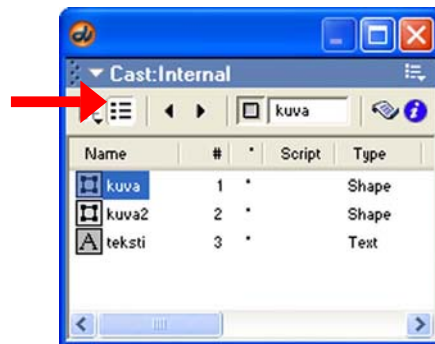 Cast:Internal
kuva
Name # * Script Type
kuva 1 * Shape
kuva2 2 * Shape
A teksti 3 * Text